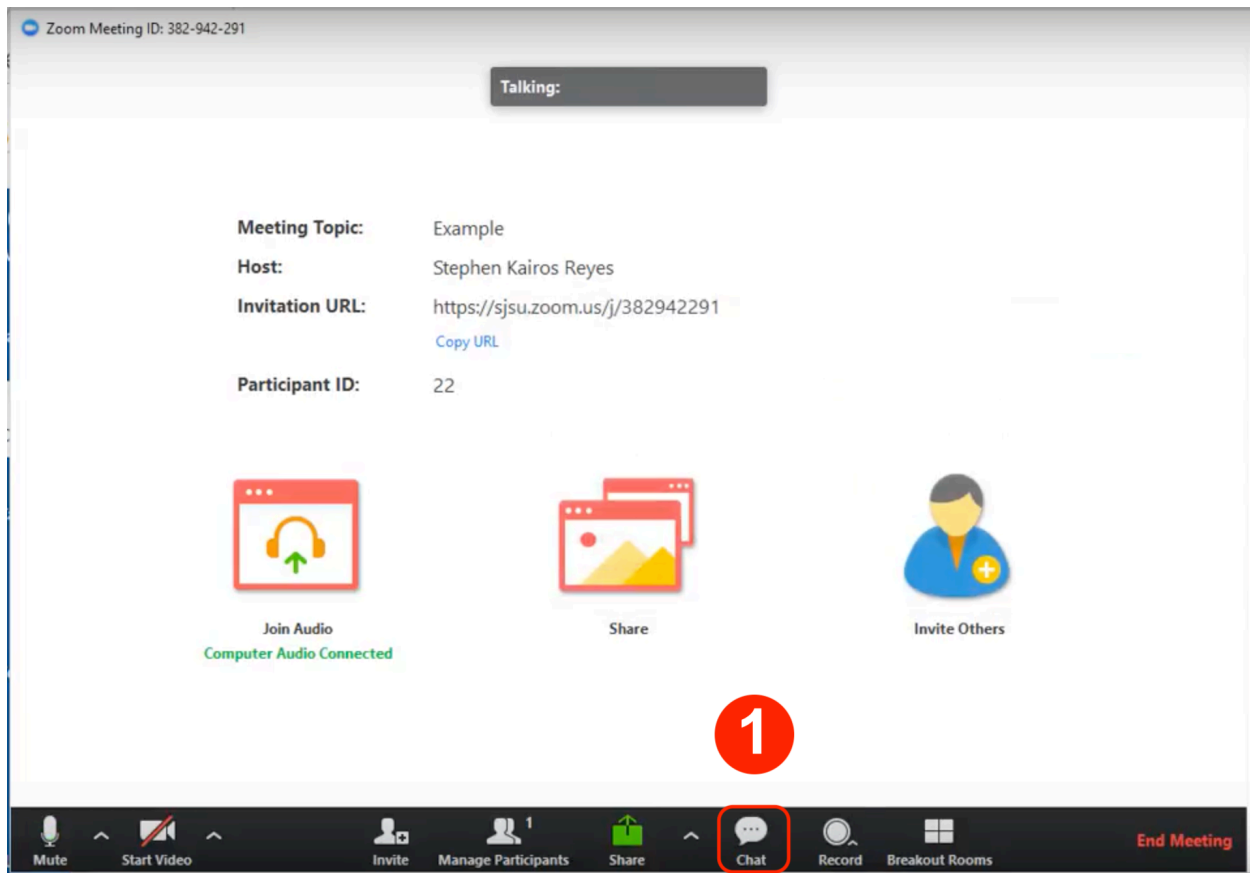 Zoom Meeting ID: 382-942-291
Talking:
Meeting Topic: Example
Host: Stephen Kairos Reyes
Invitation URL: https://sjsu.zoom.us/j/382942291
Copy URL
Participant ID: 22
Join Audio Share Invite Others
Computer Audio Connected
1
1
Mute Start Video Invite Manage Participants Share Chat Record Breakout Rooms End Meeting